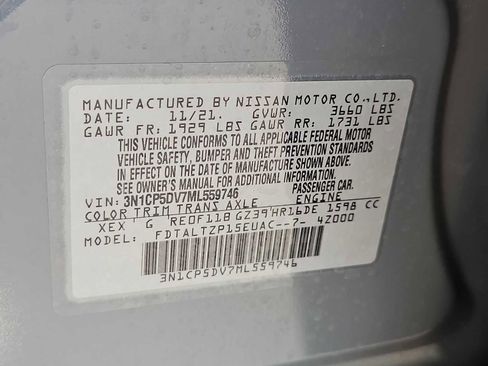 MANUFACTURED BY NISSAN MOTOR CO.,LTD.
DATE: 11/21. GVWR: 3660 LBS
GAWR FR: 1929 LBS GAWR RR: 1731 LBS
THIS VEHICLE CONFORMS TO ALL APPLICABLE FEDERAL MOTOR
VEHICLE SAFETY, BUMPER AND THEFT PREVENTION STANDARDS
IN EFFECT ON THE DATE OF MANUFACTURE SHOWN ABOVE.
SEE OWNER'S MANUAL FOR ADDITIONAL INFORMATION
VIN: 3N1CP5DV7ML559746 PASSENGER CAR.
COLOR TRIM TRANS AXLE ENGINE
XEX G RE0F11B GZ39 HR16DE 1598 CC
MODEL: FDTALTZP15EUAC--7- 4Z000
3N1CP5DV7ML559746